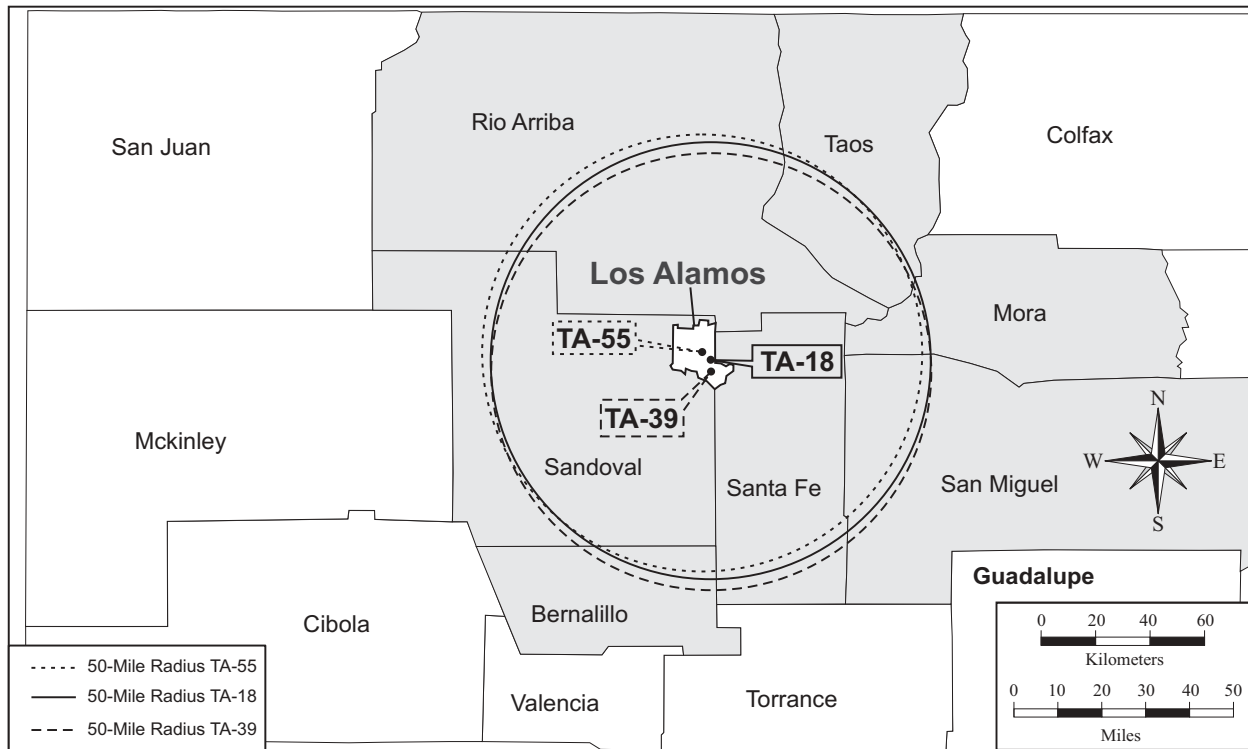 San Juan
Rio Arriba
Taos
Colfax
Los Alamos
TA-55
TA-18
Mora
TA-39
Mckinley
Sandoval
Santa Fe
San Miguel
N
W
E
S
Guadalupe
Cibola
Bernalillo
Valencia
Torrance
50-Mile Radius TA-55
50-Mile Radius TA-18
50-Mile Radius TA-39
0 20 40 60
Kilometers
0 10 20 30 40 50
Miles